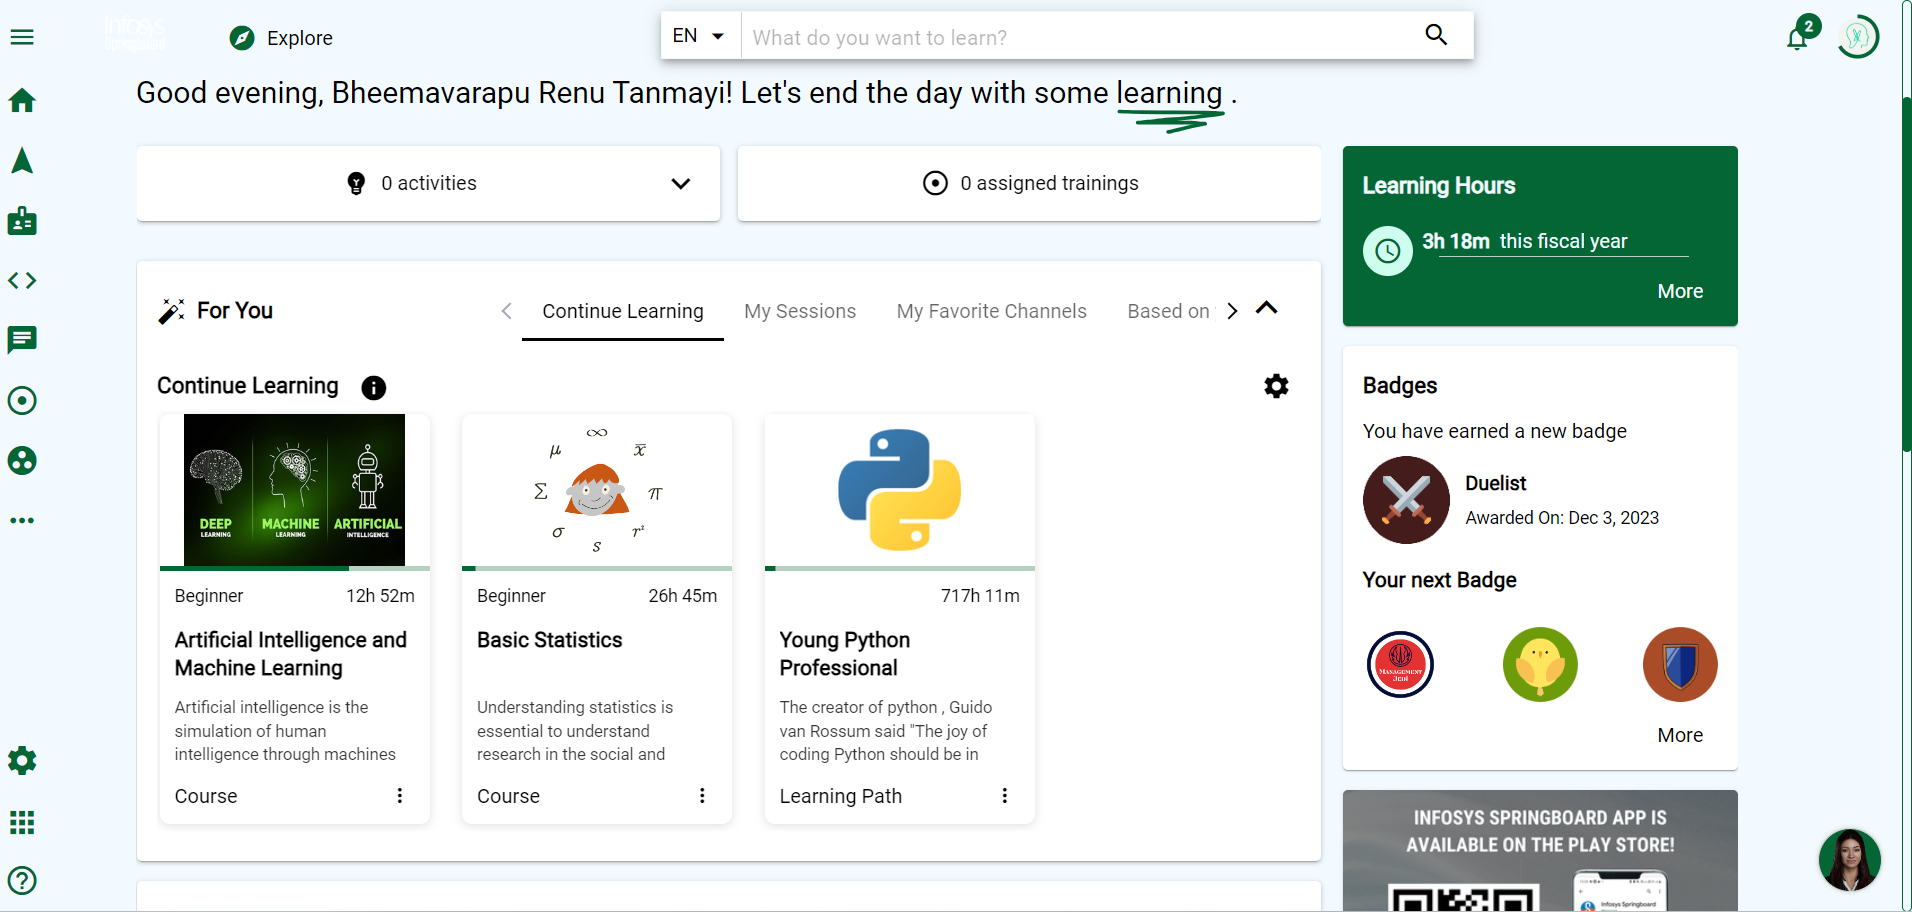 Infosys
Springboard
Explore
EN
What do you want to learn?
2
Good evening, Bheemavarapu Renu Tanmayi! Let's end the day with some learning .
0 activities
0 assigned trainings
Learning Hours
3h 18m this fiscal year
More
For You
Continue Learning
My Sessions
My Favorite Channels
Based on
Continue Learning
DEEP
LEARNING
MACHINE
LEARNING
ARTIFICIAL
INTELLIGENCE
Beginner
12h 52m
Artificial Intelligence and
Machine Learning
Artificial intelligence is the
simulation of human
intelligence through machines
Course
∞
μ
x̅
Σ
π
σ
r²
s
Beginner
26h 45m
Basic Statistics
Understanding statistics is
essential to understand
research in the social and
Course
717h 11m
Young Python
Professional
The creator of python , Guido
van Rossum said "The joy of
coding Python should be in
Learning Path
Badges
You have earned a new badge
Duelist
Awarded On: Dec 3, 2023
Your next Badge
MANAGEMENT
JEDI
More
INFOSYS SPRINGBOARD APP IS
AVAILABLE ON THE PLAY STORE!
Infosys Springboard